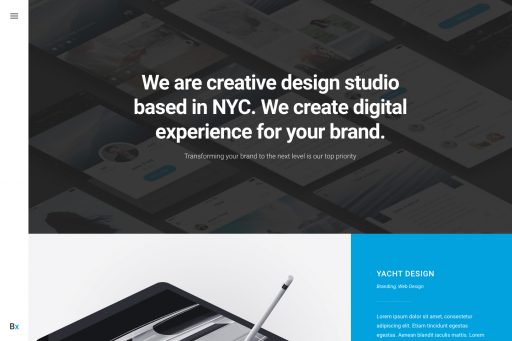 We are creative design studio
based in NYC. We create digital
experience for your brand.
Transforming your brand to the next level is our top priority
YACHT DESIGN
Branding, Web Design
Lorem ipsum dolor sit amet, consectetur
adipiscing elit. Etiam tincidunt egestas
egestas. Aenean blandit iaculis mattis. Lorem
Bx